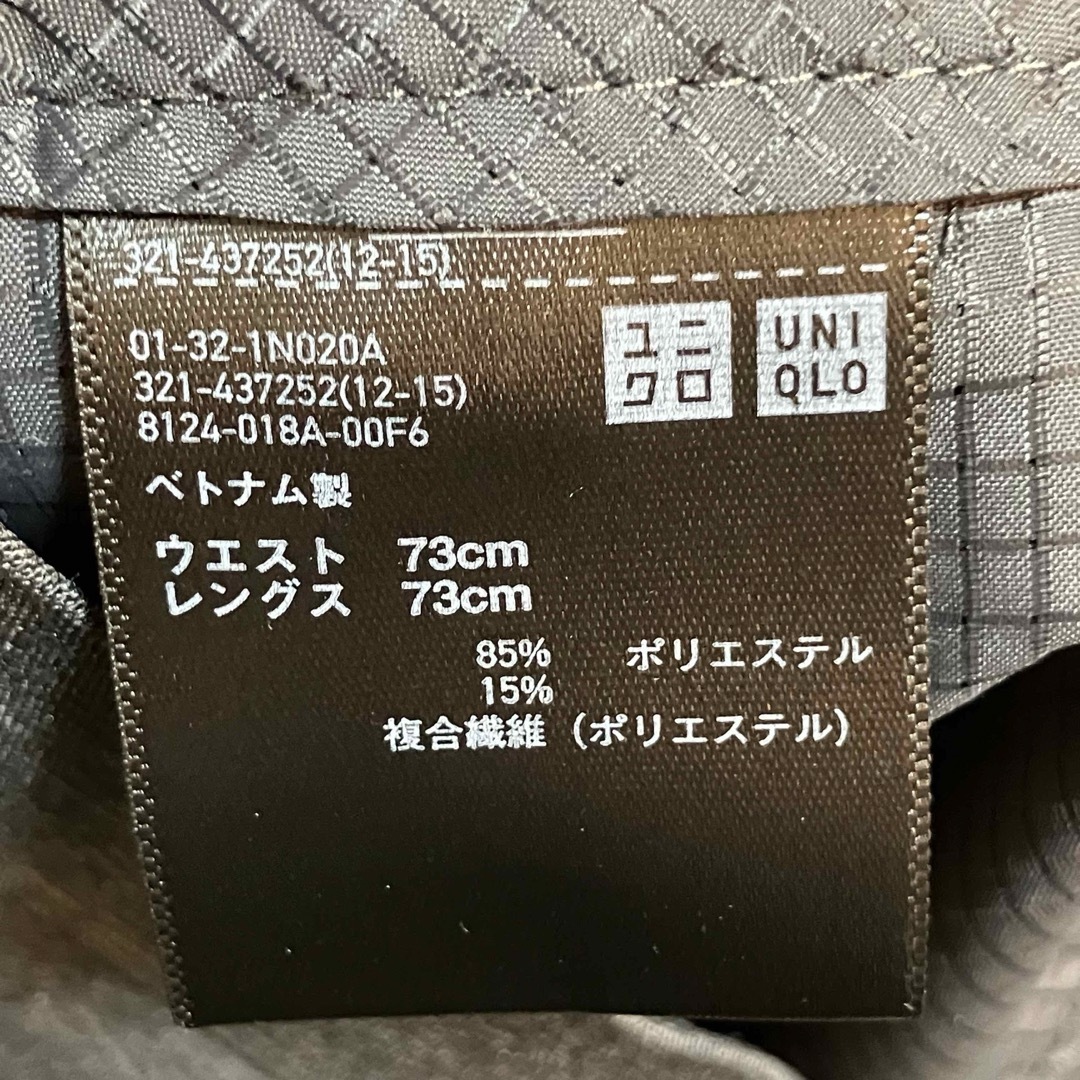 321-437252(12-15)
01-32-1N020A
321-437252(12-15)
8124-018A-00F6
ユニ
クロ
UNI
QLO
ベトナム製
ウエスト 73cm
レングス 73cm
85% ポリエステル
15%
複合繊維 (ポリエステル)